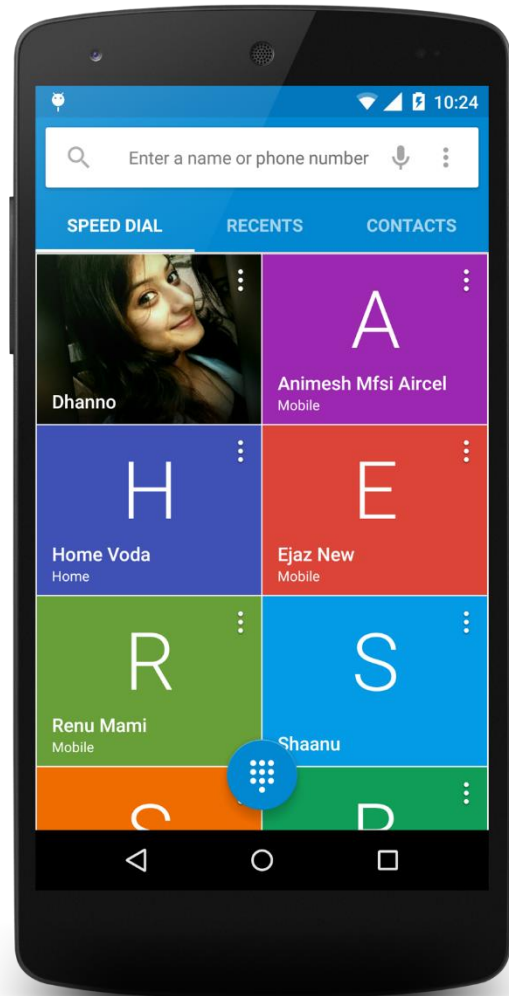 10:24
Enter a name or phone number
SPEED DIAL RECENTS CONTACTS
Dhanno
A
Animesh Mfsi Aircel
Mobile
H
Home Voda
Home
E
Ejaz New
Mobile
R
Renu Mami
Mobile
S
Shaanu